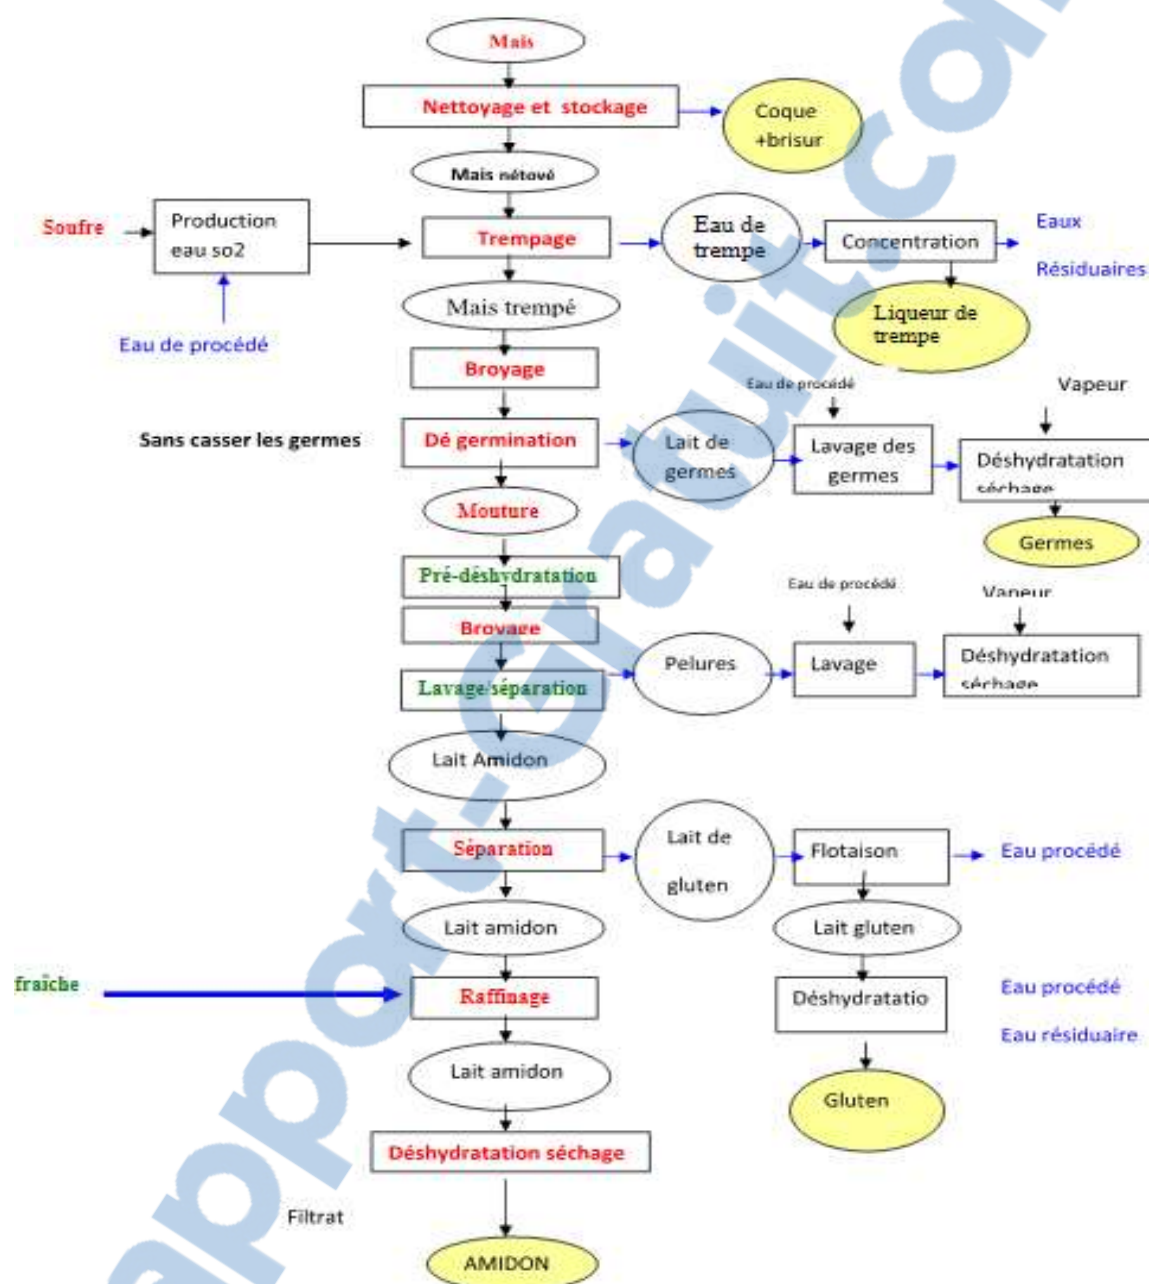 Mais
Nettoyage et stockage
Coque
+brisur
Mais nétové
Soufre
Production
eau so2
Trempage
Eau de
trempe
Concentration
Eaux
Résiduaires
Mais trempé
Liqueur de
trempe
Eau de procédé
Broyage
Eau de procédé
Vapeur
Sans casser les germes
Dé germination
Lait de
germes
Lavage des
germes
Déshydratation
séchage
Mouture
Germes
Pré-déshydratation
Eau de procédé
Vapeur
Broyage
Pelures
Lavage
Déshydratation
séchage
Lavage/séparation
Lait Amidon
Séparation
Lait de
gluten
Flotaison
Eau procédé
Lait amidon
Lait gluten
fraîche
Raffinage
Déshydratatio
Eau procédé
Eau résiduaire
Lait amidon
Gluten
Déshydratation séchage
Filtrat
AMIDON
apport-Gratuit.co